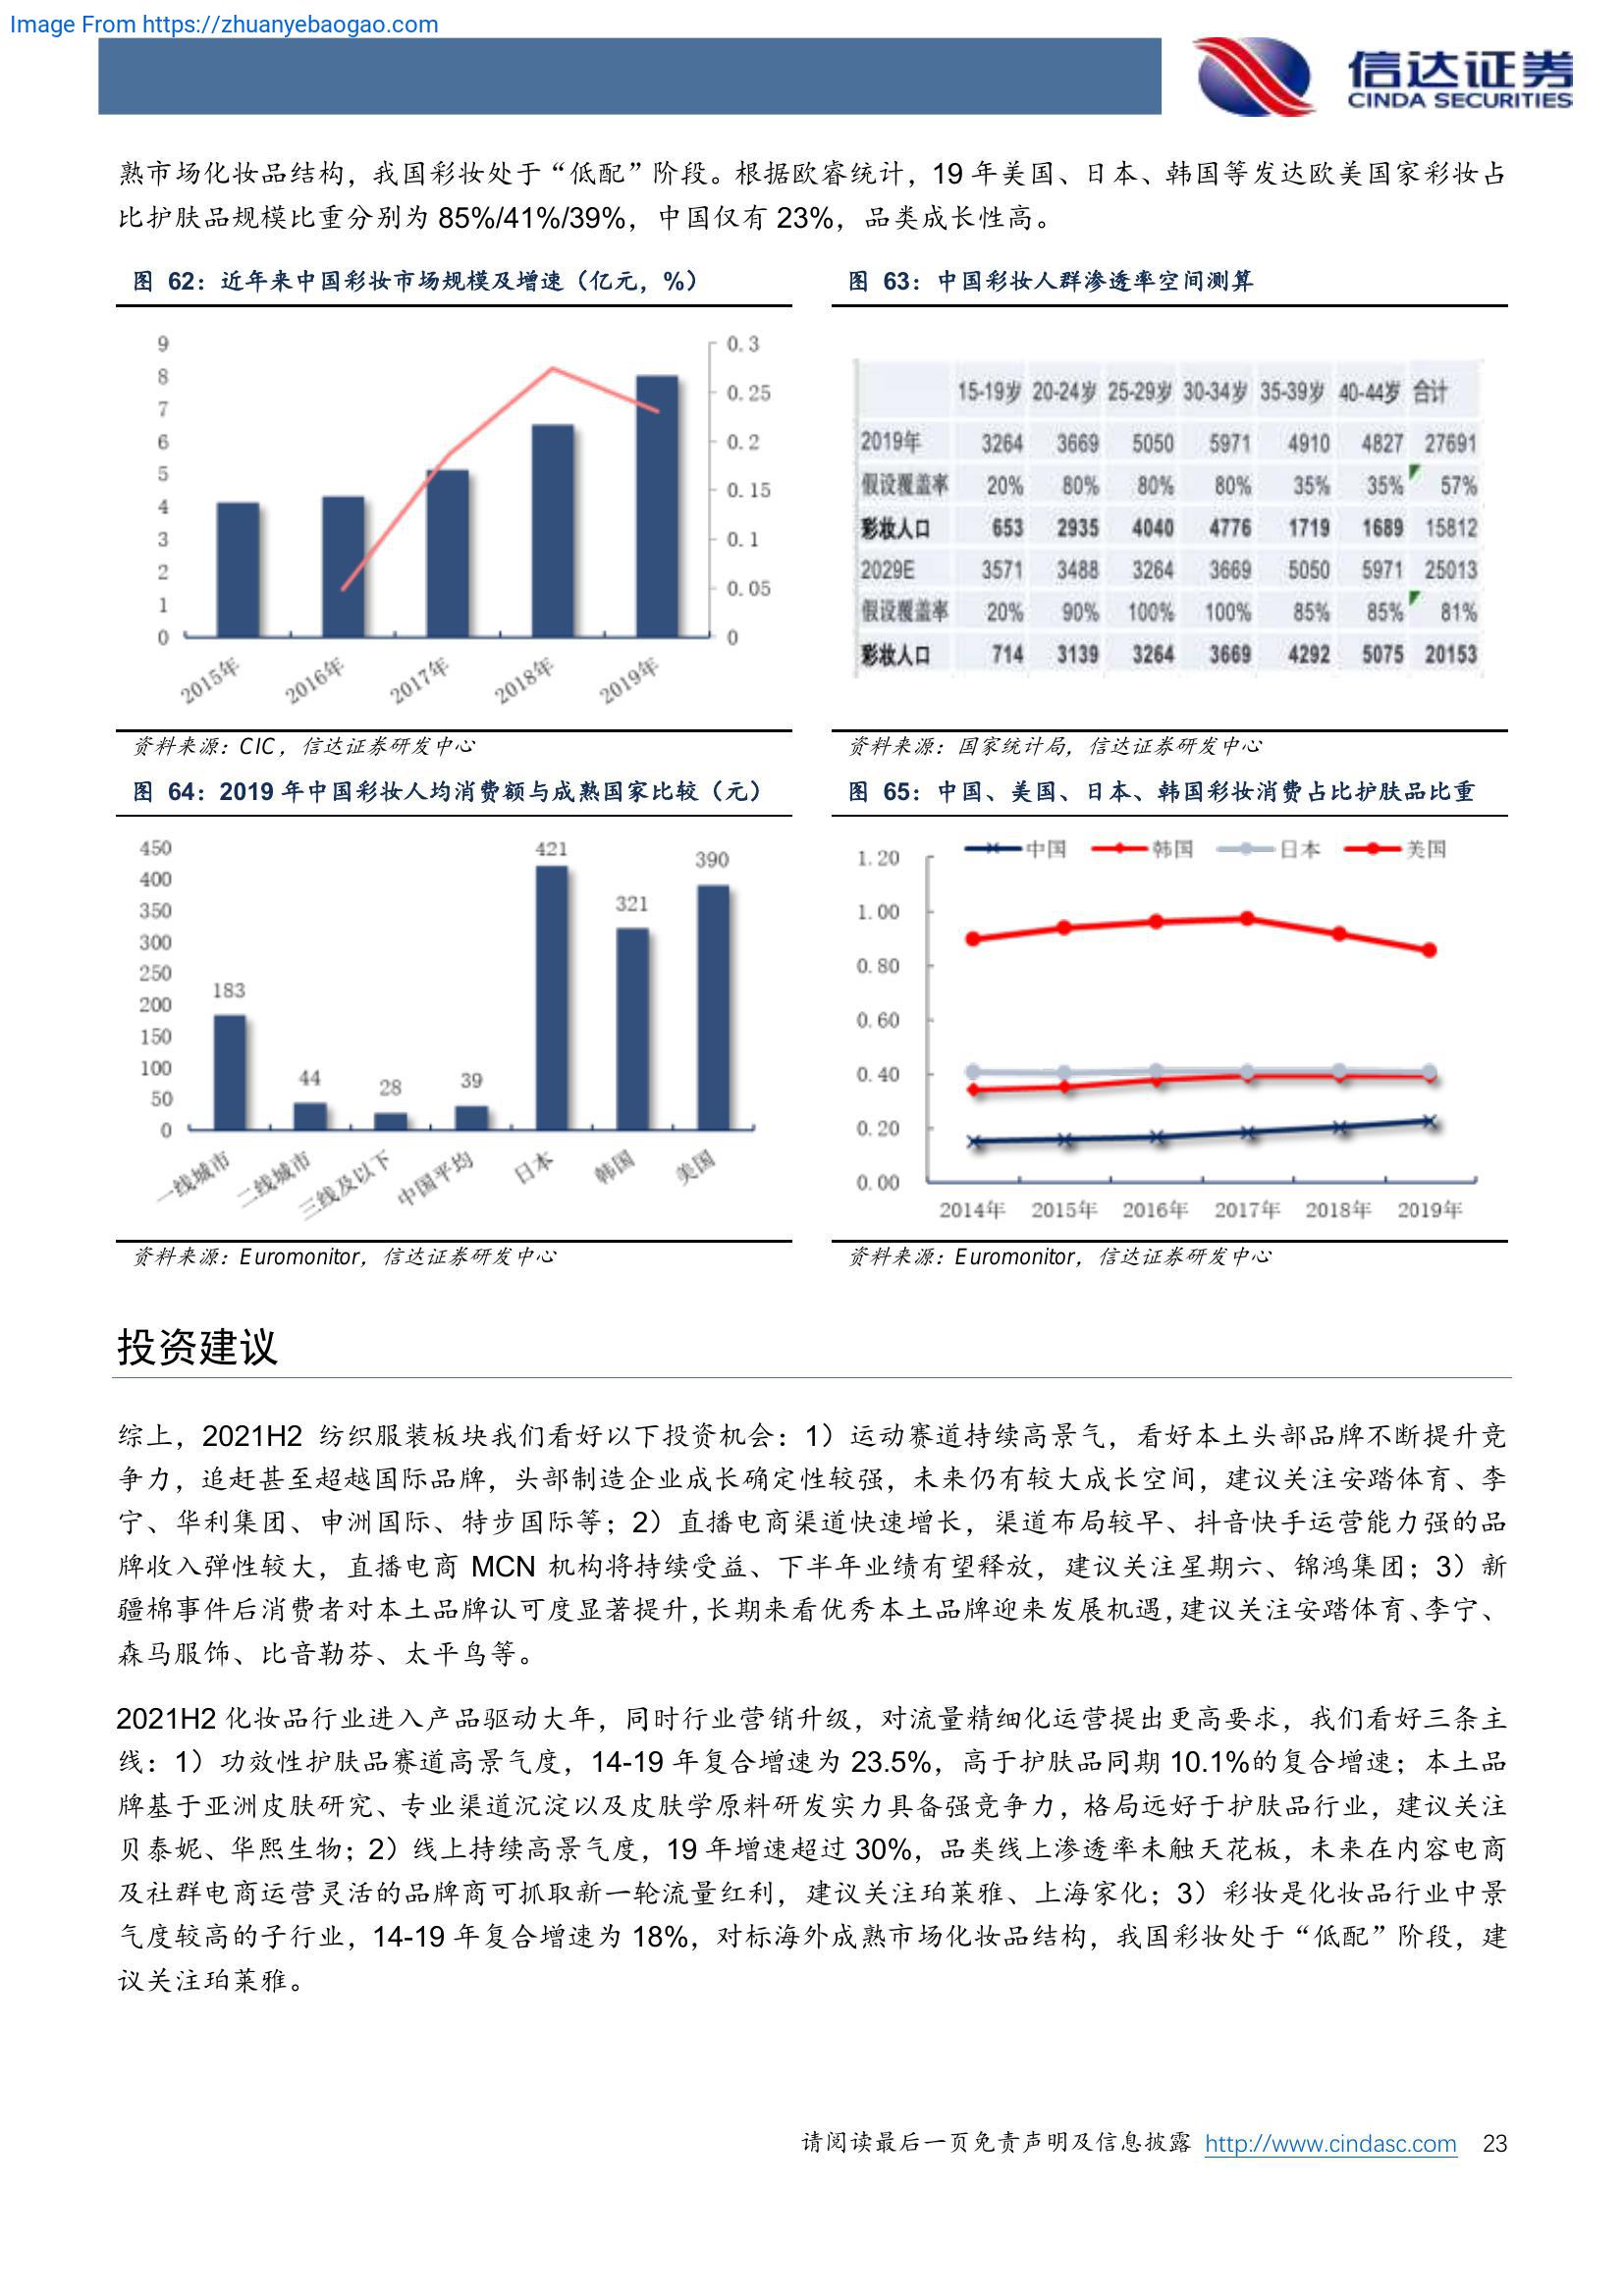 Image From https://zhuanyebaogao.com
信达证券
CINDA SECURITIES
熟市场化妆品结构，我国彩妆处于“低配”阶段。根据欧睿统计，19 年美国、日本、韩国等发达欧美国家彩妆占
比护肤品规模比重分别为 85%/41%/39%，中国仅有 23%，品类成长性高。
图 62：近年来中国彩妆市场规模及增速（亿元，%）
9
8
7
6
5
4
3
2
1
0
0.3
0.25
0.2
0.15
0.1
0.05
0
2015年 2016年 2017年 2018年 2019年
资料来源：CIC，信达证券研发中心
图 63：中国彩妆人群渗透率空间测算
15-19岁 20-24岁 25-29岁 30-34岁 35-39岁 40-44岁 合计
2019年 3264 3669 5050 5971 4910 4827 27691
假设覆盖率 20% 80% 80% 80% 35% 35% 57%
彩妆人口 653 2935 4040 4776 1719 1689 15812
2029E 3571 3488 3264 3669 5050 5971 25013
假设覆盖率 20% 90% 100% 100% 85% 85% 81%
彩妆人口 714 3139 3264 3669 4292 5075 20153
资料来源：国家统计局，信达证券研发中心
图 64：2019 年中国彩妆人均消费额与成熟国家比较（元）
450
400
350
300
250
200
150
100
50
0
183 44 28 39 421 321 390
一线城市 二线城市 三线及以下 中国平均 日本 韩国 美国
资料来源：Euromonitor，信达证券研发中心
图 65：中国、美国、日本、韩国彩妆消费占比护肤品比重
中国 韩国 日本 美国
1.20
1.00
0.80
0.60
0.40
0.20
0.00
2014年 2015年 2016年 2017年 2018年 2019年
资料来源：Euromonitor，信达证券研发中心
投资建议
综上，2021H2 纺织服装板块我们看好以下投资机会：1）运动赛道持续高景气，看好本土头部品牌不断提升竞
争力，追赶甚至超越国际品牌，头部制造企业成长确定性较强，未来仍有较大成长空间，建议关注安踏体育、李
宁、华利集团、申洲国际、特步国际等；2）直播电商渠道快速增长，渠道布局较早、抖音快手运营能力强的品
牌收入弹性较大，直播电商 MCN 机构将持续受益、下半年业绩有望释放，建议关注星期六、锦鸿集团；3）新
疆棉事件后消费者对本土品牌认可度显著提升，长期来看优秀本土品牌迎来发展机遇，建议关注安踏体育、李宁、
森马服饰、比音勒芬、太平鸟等。
2021H2 化妆品行业进入产品驱动大年，同时行业营销升级，对流量精细化运营提出更高要求，我们看好三条主
线：1）功效性护肤品赛道高景气度，14-19 年复合增速为 23.5%，高于护肤品同期 10.1%的复合增速；本土品
牌基于亚洲皮肤研究、专业渠道沉淀以及皮肤学原料研发实力具备强竞争力，格局远好于护肤品行业，建议关注
贝泰妮、华熙生物；2）线上持续高景气度，19 年增速超过 30%，品类线上渗透率未触天花板，未来在内容电商
及社群电商运营灵活的品牌商可抓取新一轮流量红利，建议关注珀莱雅、上海家化；3）彩妆是化妆品行业中景
气度较高的子行业，14-19 年复合增速为 18%，对标海外成熟市场化妆品结构，我国彩妆处于“低配”阶段，建
议关注珀莱雅。
请阅读最后一页免责声明及信息披露 http://www.cindasc.com 23